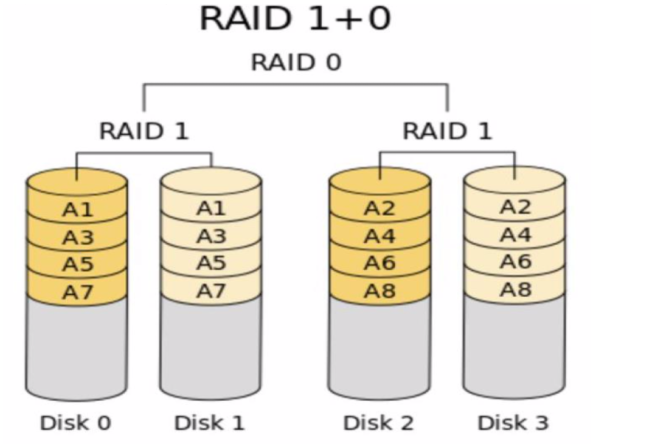 RAID 1+0
RAID 0
RAID 1
RAID 1
A1
A3
A5
A7
A1
A3
A5
A7
A2
A4
A6
A8
A2
A4
A6
A8
Disk 0
Disk 1
Disk 2
Disk 3